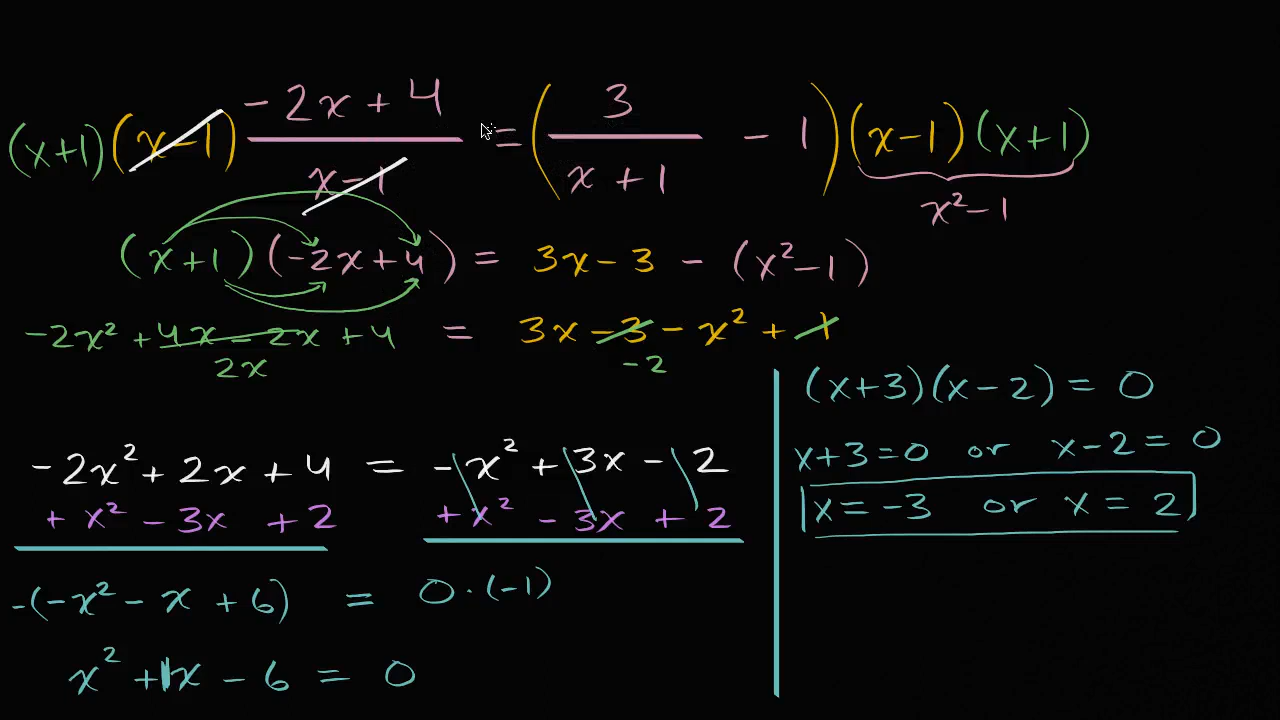 (x+1)(x-1) -2x+4/x-1 = (3/x+1 - 1)(x-1)(x+1)
x²-1
(x+1)(-2x+4) = 3x-3 - (x²-1)
-2x² + 4x - 2x + 4 = 3x - 3 - x² + 1
2x -2
-2x² + 2x + 4 = -x² + 3x - 2
+ x² - 3x + 2 + x² - 3x + 2
-(-x² - x + 6) = 0 · (-1)
x² + 1x - 6 = 0
(x+3)(x-2) = 0
x+3=0 or x-2=0
x=-3 or x=2